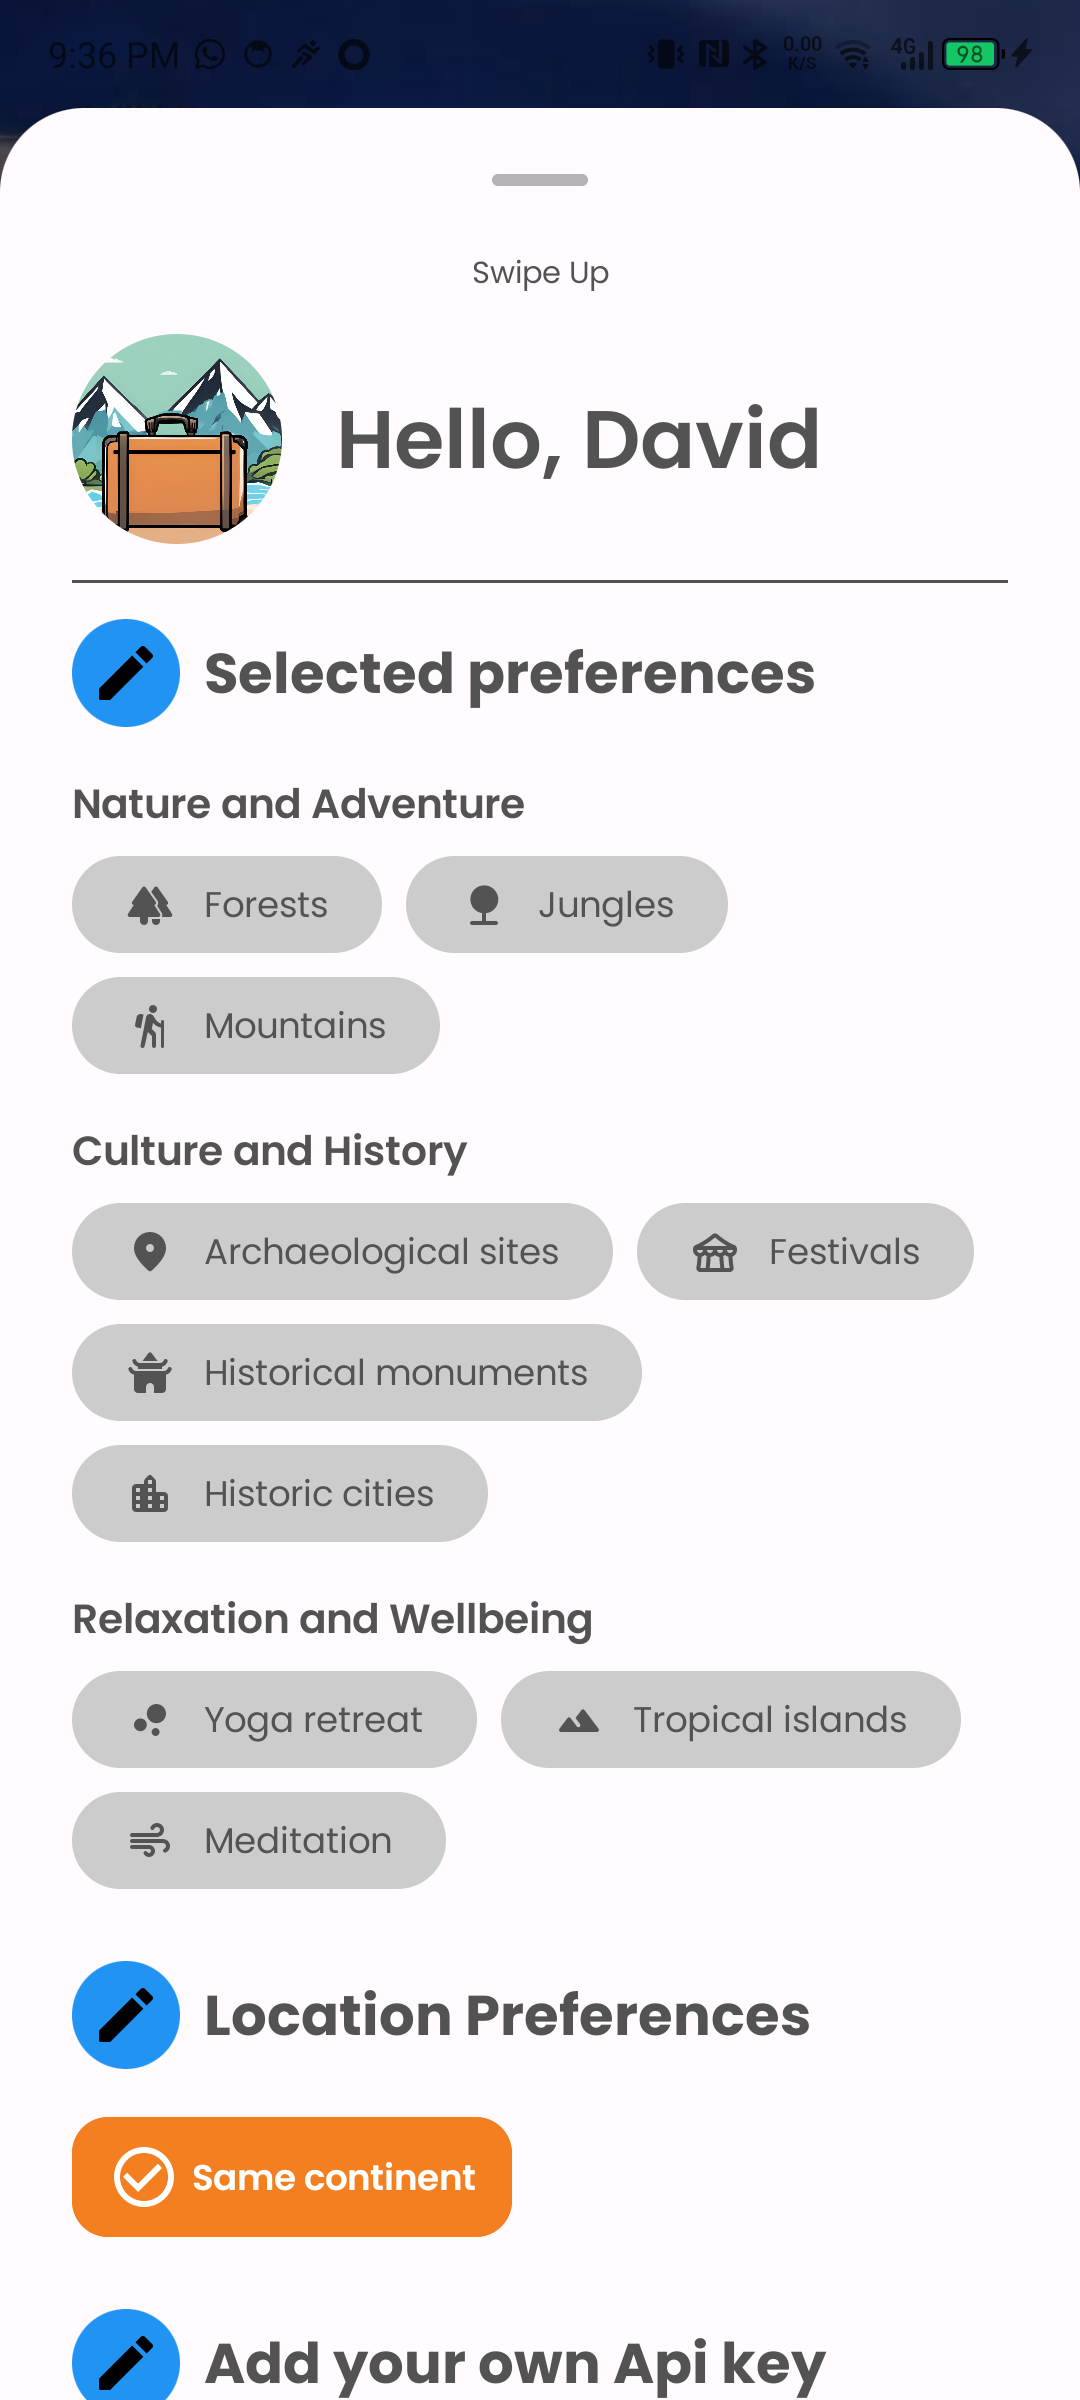 9:36 PM 0.00 K/S 4G 98
Swipe Up
Hello, David
Selected preferences
Nature and Adventure
Forests Jungles
Mountains
Culture and History
Archaeological sites Festivals
Historical monuments
Historic cities
Relaxation and Wellbeing
Yoga retreat Tropical islands
Meditation
Location Preferences
Same continent
Add your own Api key